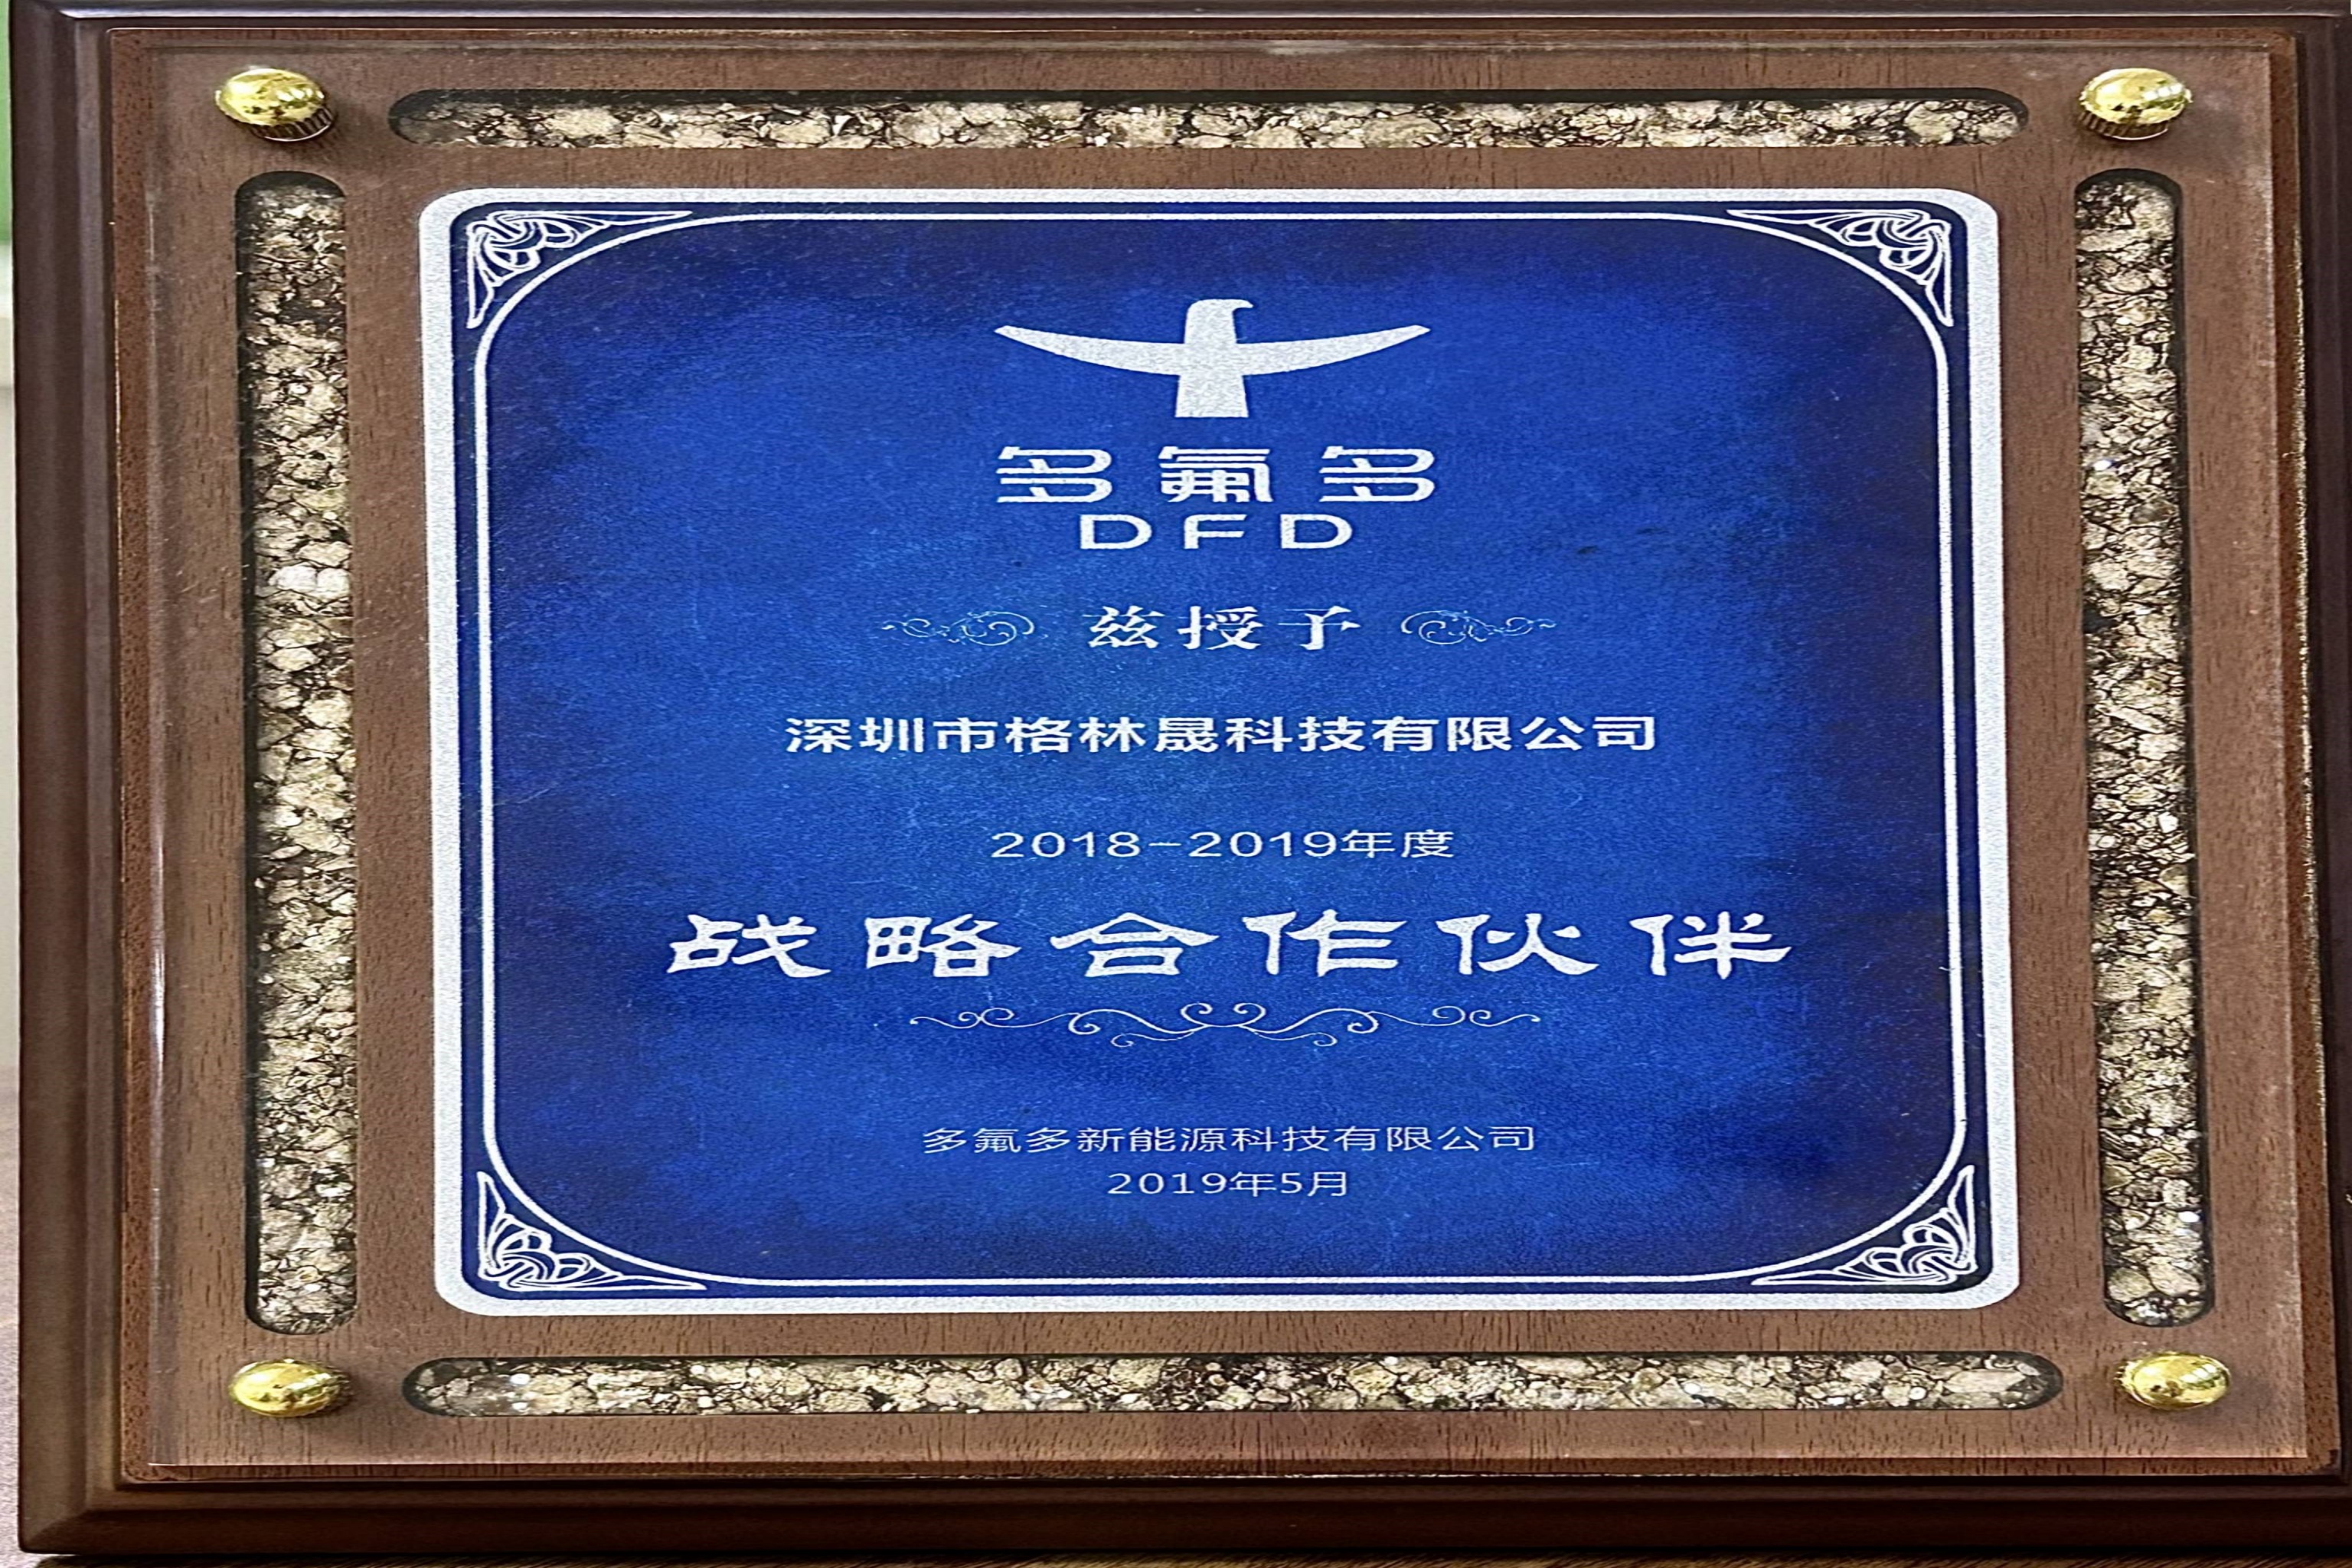 多氟多
DFD
兹授予
深圳市格林晟科技有限公司
2018-2019年度
战略合作伙伴
多氟多新能源科技有限公司
2019年5月